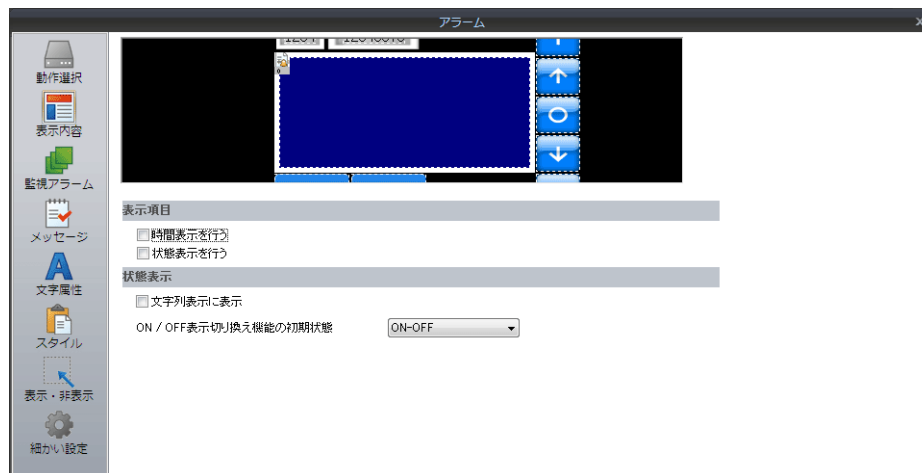 アラーム
動作選択
表示内容
監視アラーム
メッセージ
文字属性
スタイル
表示・非表示
細かい設定
表示項目
時間表示を行う
状態表示を行う
状態表示
文字列表示に表示
ON / OFF表示切り換え機能の初期状態
ON-OFF